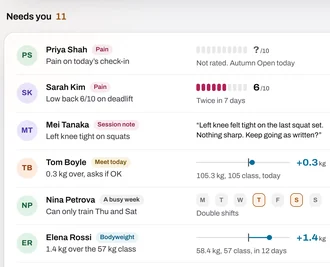 Needs you 11
PS Priya Shah Pain
Pain on today's check-in
? /10
Not rated. Autumn Open today
SK Sarah Kim Pain
Low back 6/10 on deadlift
6 /10
Twice in 7 days
MT Mei Tanaka Session note
Left knee tight on squats
"Left knee felt tight on the last squat set.
Nothing sharp. Keep going as written?"
TB Tom Boyle Meet today
0.3 kg over, asks if OK
+0.3 kg
105.3 kg, 105 class, today
NP Nina Petrova A busy week
Can only train Thu and Sat
M T W T F S S
Double shifts
ER Elena Rossi Bodyweight
1.4 kg over the 57 kg class
+1.4 kg
58.4 kg, 57 class, in 12 days